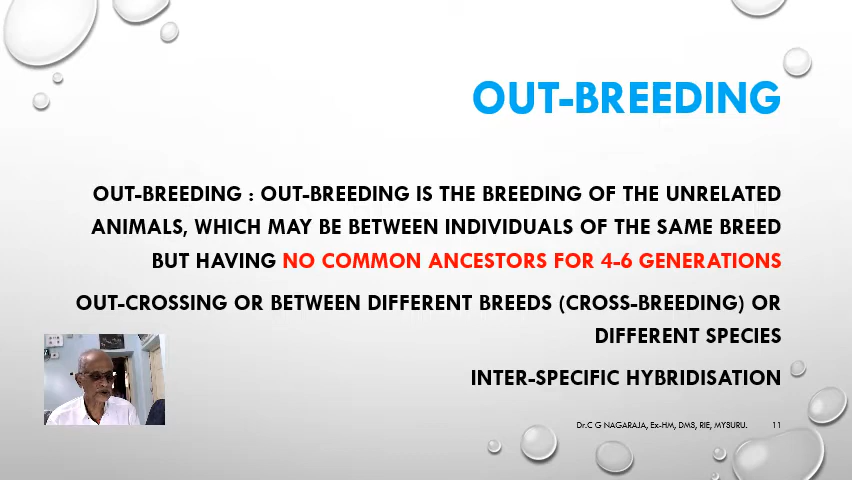 OUT-BREEDING
OUT-BREEDING : OUT-BREEDING IS THE BREEDING OF THE UNRELATED
ANIMALS, WHICH MAY BE BETWEEN INDIVIDUALS OF THE SAME BREED
BUT HAVING NO COMMON ANCESTORS FOR 4-6 GENERATIONS
OUT-CROSSING OR BETWEEN DIFFERENT BREEDS (CROSS-BREEDING) OR
DIFFERENT SPECIES
INTER-SPECIFIC HYBRIDISATION
Dr.C G NAGARAJA, Ex-HM, DMS, RIE, MYSURU. 11